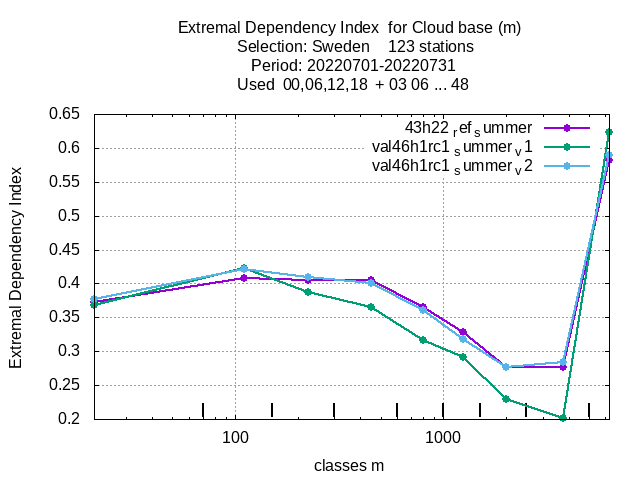 Extremal Dependency Index for Cloud base (m)
Selection: Sweden 123 stations
Period: 20220701-20220731
Used 00,06,12,18 + 03 06 ... 48
0.65
0.6
0.55
0.5
0.45
0.4
0.35
0.3
0.25
0.2
Extremal Dependency Index
43h22 ref summer
val46h1rc1 summer v1
val46h1rc1 summer v2
100
1000
classes m